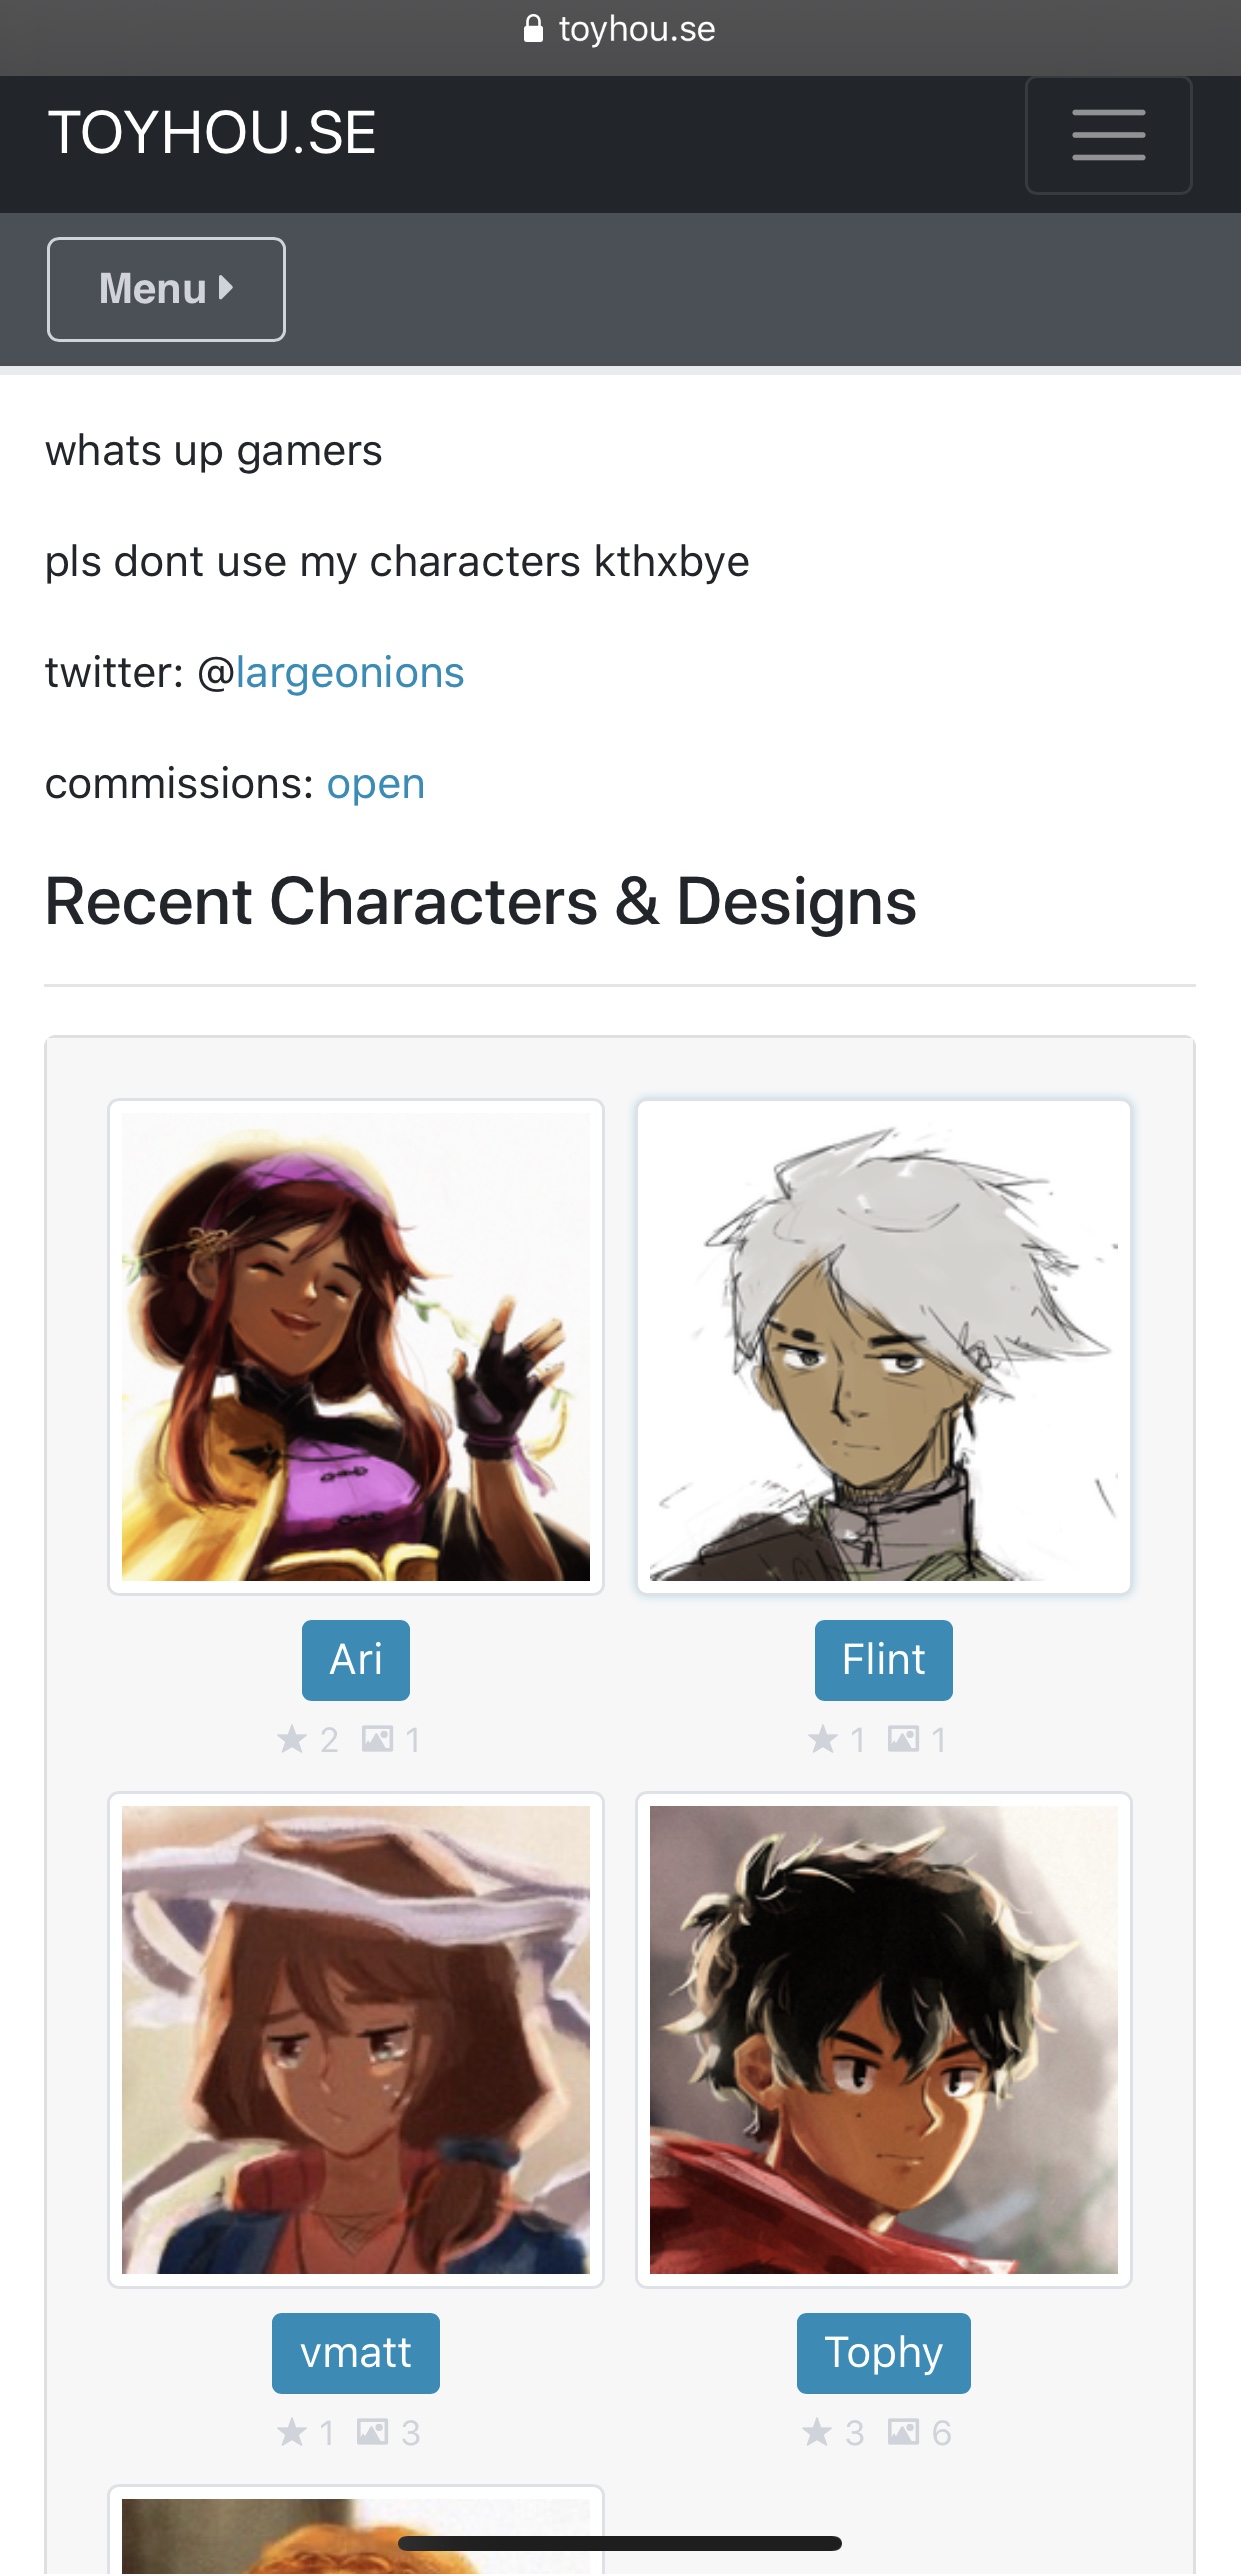 toyhou.se
TOYHOU.SE
Menu
whats up gamers
pls dont use my characters kthxbye
twitter: @largeonions
commissions: open
Recent Characters & Designs
Ari
Flint
2 1
1 1
vmatt
Tophy
1 3
3 6